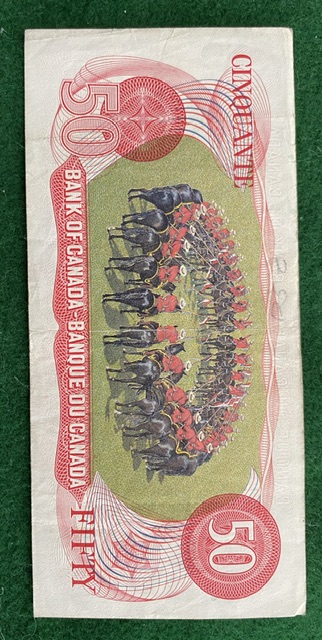 CINQUANTE
50
BANK OF CANADA - BANQUE DU CANADA
50
FIFTY